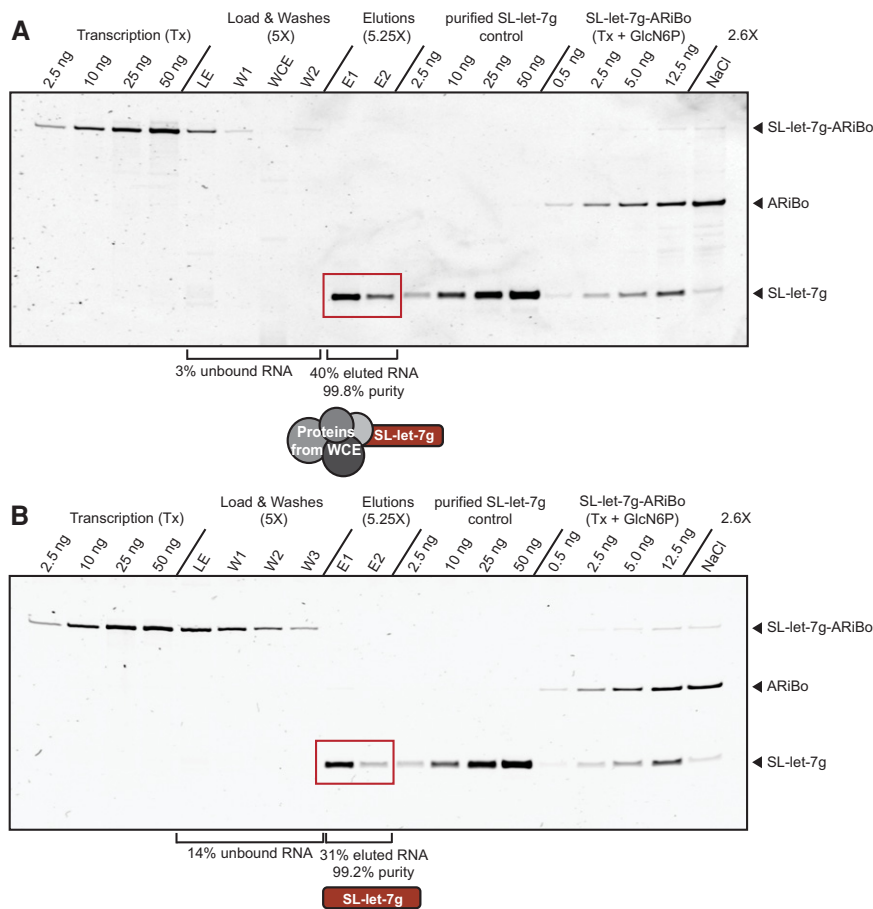 A
Transcription (Tx)
Load & Washes
(5X)
Elutions
(5.25X)
purified SL-let-7g
control
SL-let-7g-ARiBo
(Tx + GlcN6P)
2.6X
2.5 ng
10 ng
25 ng
50 ng
LE
W1
WCE
W2
E1
E2
2.5 ng
10 ng
25 ng
50 ng
0.5 ng
2.5 ng
5.0 ng
12.5 ng
NaCl
SL-let-7g-ARiBo
ARiBo
SL-let-7g
3% unbound RNA
40% eluted RNA
99.8% purity
Proteins
from WCE
SL-let-7g
B
Transcription (Tx)
Load & Washes
(5X)
Elutions
(5.25X)
purified SL-let-7g
control
SL-let-7g-ARiBo
(Tx + GlcN6P)
2.6X
2.5 ng
10 ng
25 ng
50 ng
LE
W1
W2
W3
E1
E2
2.5 ng
10 ng
25 ng
50 ng
0.5 ng
2.5 ng
5.0 ng
12.5 ng
NaCl
SL-let-7g-ARiBo
ARiBo
SL-let-7g
14% unbound RNA
31% eluted RNA
99.2% purity
SL-let-7g